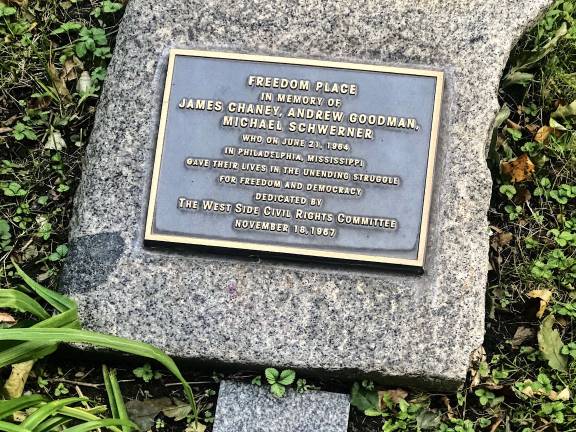 FREEDOM PLACE
IN MEMORY OF
JAMES CHANEY, ANDREW GOODMAN,
MICHAEL SCHWERNER
WHO ON JUNE 21, 1964
IN PHILADELPHIA, MISSISSIPPI,
GAVE THEIR LIVES IN THE UNENDING STRUGGLE
FOR FREEDOM AND DEMOCRACY
DEDICATED BY
THE WEST SIDE CIVIL RIGHTS COMMITTEE
NOVEMBER 18, 1967